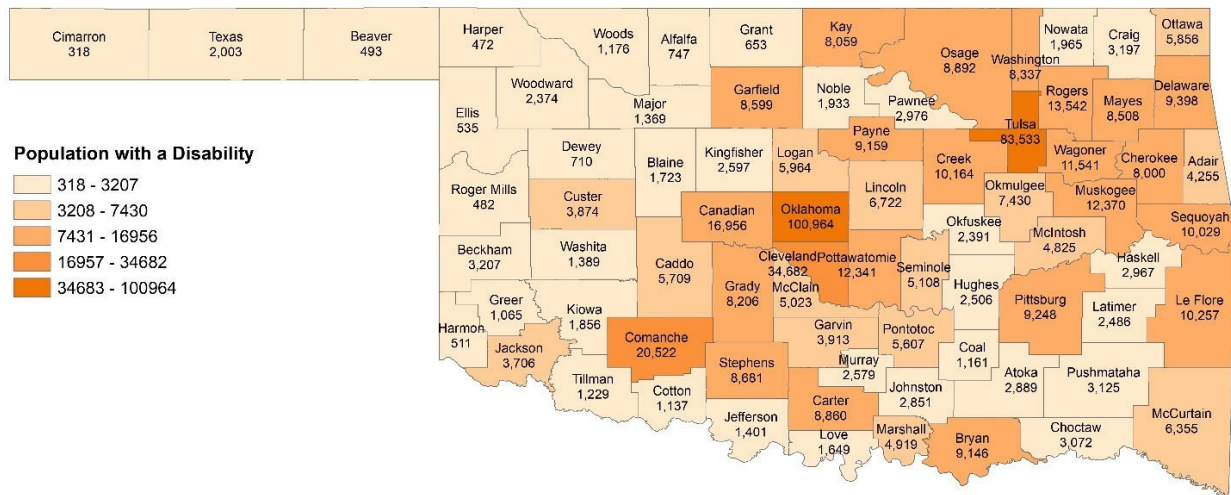 Cimarron
318
Texas
2,003
Beaver
493
Harper
472
Woods
1,176
Alfalfa
747
Grant
653
Kay
8,059
Osage
8,892
Washington
8,337
Nowata
1,965
Craig
3,197
Ottawa
5,856
Woodward
2,374
Ellis
535
Major
1,369
Garfield
8,599
Noble
1,933
Pawnee
2,976
Rogers
13,542
Mayes
8,508
Delaware
9,398
Tulsa
83,533
Population with a Disability
318 - 3207
3208 - 7430
7431 - 16956
16957 - 34682
34683 - 100964
Dewey
710
Blaine
1,723
Kingfisher
2,597
Logan
5,964
Payne
9,159
Creek
10,164
Wagoner
11,541
Cherokee
8,000
Adair
4,255
Roger Mills
482
Custer
3,874
Canadian
16,956
Oklahoma
100,964
Lincoln
6,722
Okmulgee
7,430
Muskogee
12,370
Okfuskee
2,391
McIntosh
4,825
Sequoyah
10,029
Beckham
3,207
Washita
1,389
Caddo
5,709
Grady
8,206
Cleveland
34,682
McClain
5,023
Pottawatomie
12,341
Seminole
5,108
Hughes
2,506
Haskell
2,967
Pittsburg
9,248
Latimer
2,486
Le Flore
10,257
Greer
1,065
Harmon
511
Kiowa
1,856
Jackson
3,706
Comanche
20,522
Garvin
3,913
Pontotoc
5,607
Coal
1,161
Stephens
8,681
Murray
2,579
Atoka
2,889
Pushmataha
3,125
Tillman
1,229
Cotton
1,137
Johnston
2,851
Carter
8,860
Jefferson
1,401
Love
1,649
Marshall
4,919
Bryan
9,146
Choctaw
3,072
McCurtain
6,355